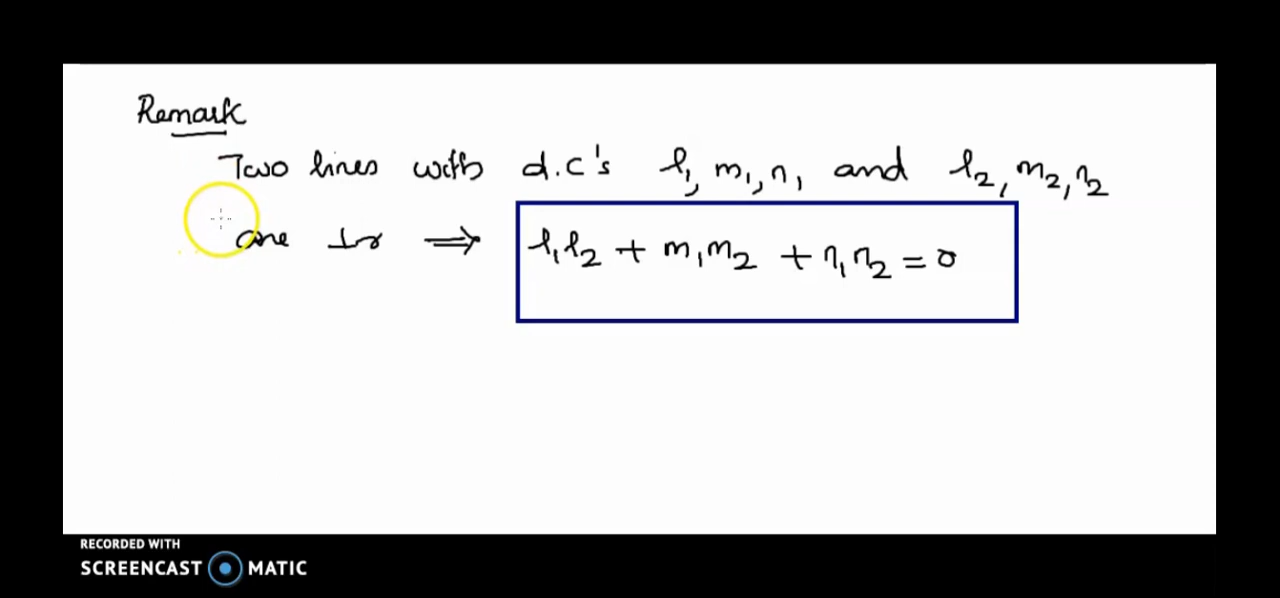 Remark
Two lines with d.c's l₁, m₁, n₁ and l₂, m₂, n₂
are ⊥r ⇒ l₁l₂ + m₁m₂ + n₁n₂ = 0
RECORDED WITH
SCREENCAST MATIC